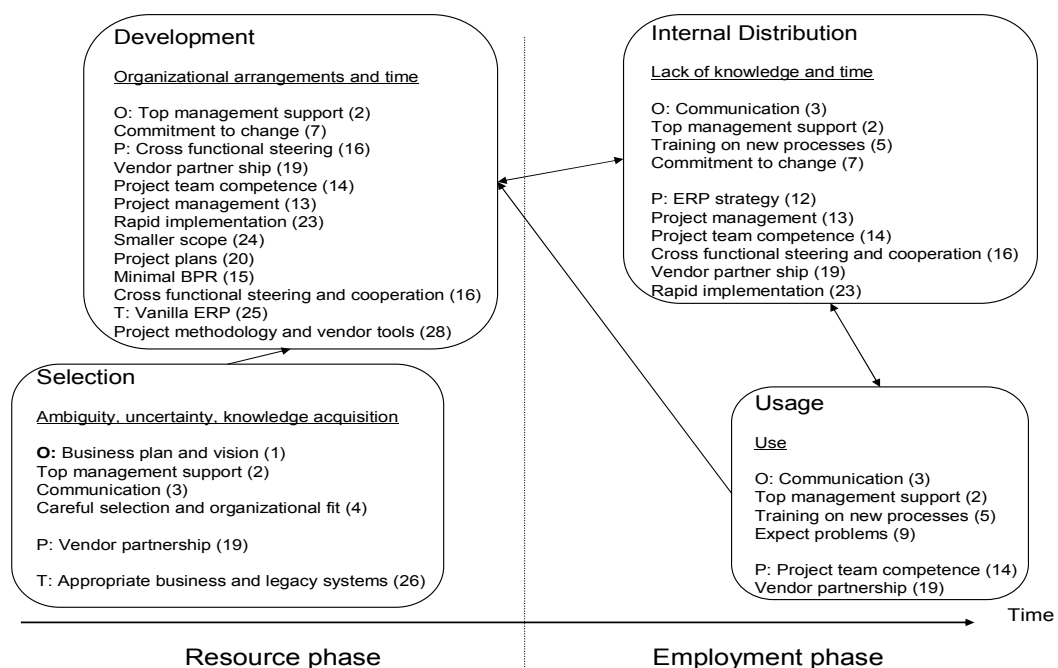 Development
Organizational arrangements and time
O: Top management support (2)
Commitment to change (7)
P: Cross functional steering (16)
Vendor partner ship (19)
Project team competence (14)
Project management (13)
Rapid implementation (23)
Smaller scope (24)
Project plans (20)
Minimal BPR (15)
Cross functional steering and cooperation (16)
T: Vanilla ERP (25)
Project methodology and vendor tools (28)
Selection
Ambiguity, uncertainty, knowledge acquisition
O: Business plan and vision (1)
Top management support (2)
Communication (3)
Careful selection and organizational fit (4)
P: Vendor partnership (19)
T: Appropriate business and legacy systems (26)
Internal Distribution
Lack of knowledge and time
O: Communication (3)
Top management support (2)
Training on new processes (5)
Commitment to change (7)
P: ERP strategy (12)
Project management (13)
Project team competence (14)
Cross functional steering and cooperation (16)
Vendor partner ship (19)
Rapid implementation (23)
Usage
Use
O: Communication (3)
Top management support (2)
Training on new processes (5)
Expect problems (9)
P: Project team competence (14)
Vendor partnership (19)
Time
Resource phase
Employment phase